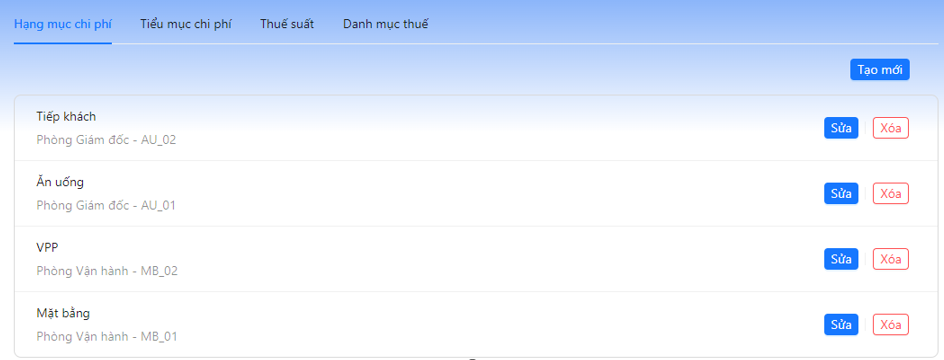 Hạng mục chi phí Tiểu mục chi phí Thuế suất Danh mục thuế
Tạo mới
Tiếp khách
Phòng Giám đốc - AU_02
Sửa Xóa
Ăn uống
Phòng Giám đốc - AU_01
Sửa Xóa
VPP
Phòng Vận hành - MB_02
Sửa Xóa
Mặt bằng
Phòng Vận hành - MB_01
Sửa Xóa